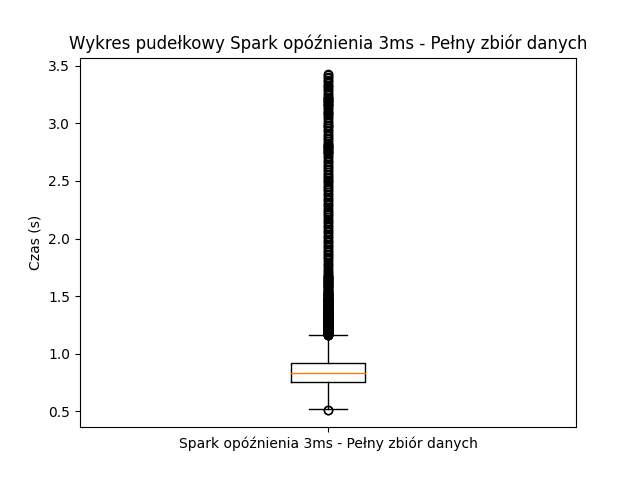 Wykres pudełkowy Spark opóźnienia 3ms - Pełny zbiór danych
3.5
3.0
2.5
2.0
1.5
1.0
0.5
Czas (s)
Spark opóźnienia 3ms - Pełny zbiór danych